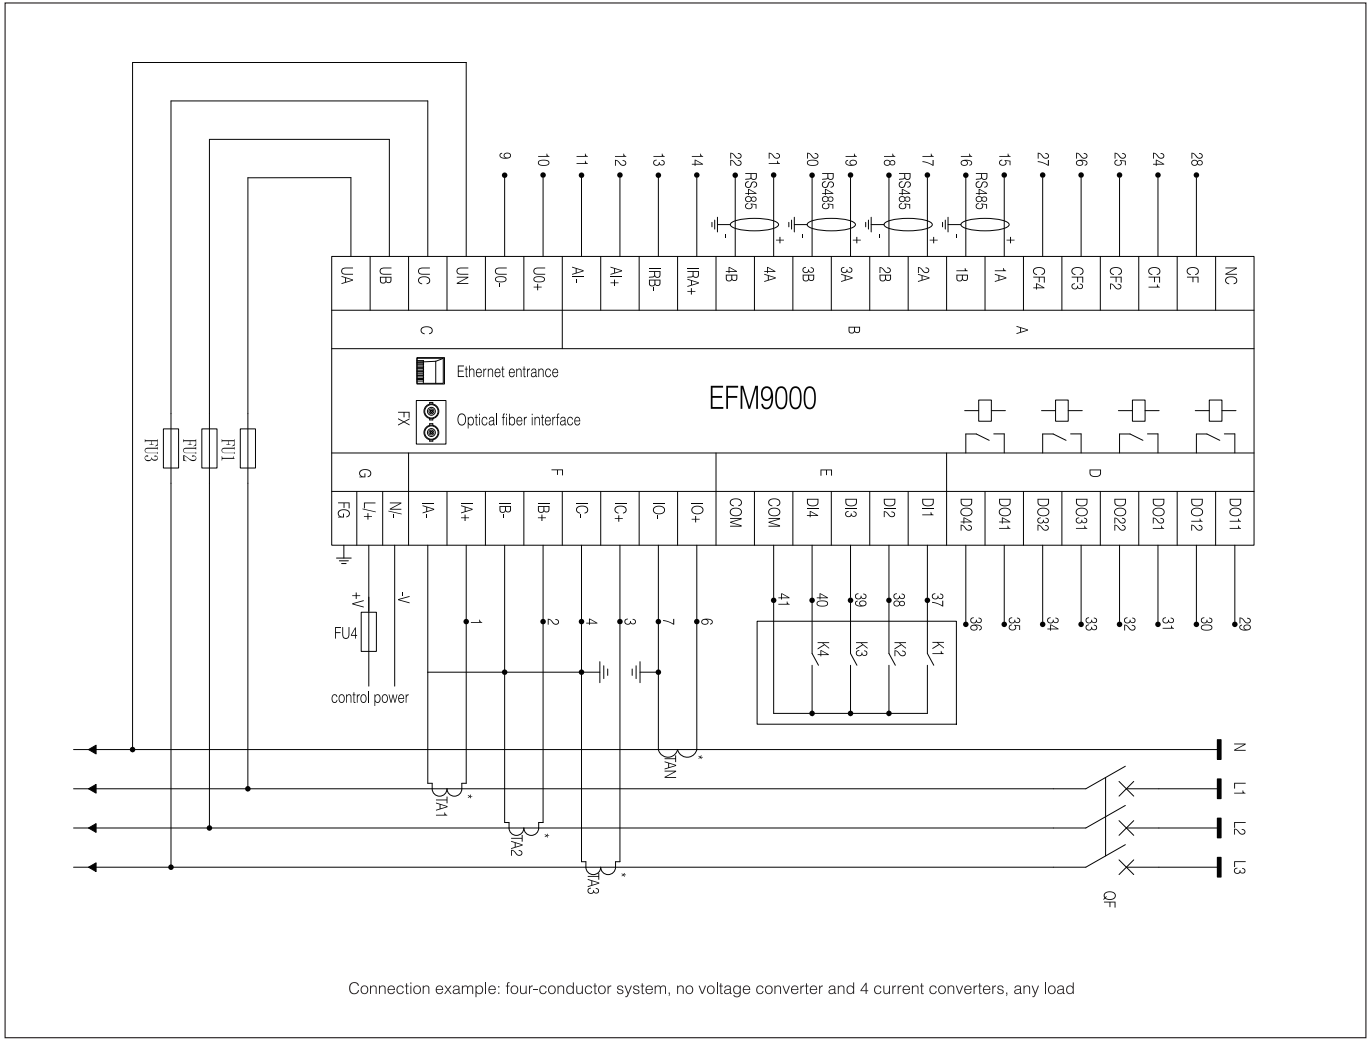 9 10 11 12 13 14 22 21 20 19 18 17 16 15 27 26 25 24 28
RS485 RS485 RS485 RS485
- + - + - + - +
UA UB UC UN U0- U0+ AI- AI+ IRB- IRA+ 4B 4A 3B 3A 2B 2A 1B 1A CF4 CF3 CF2 CF1 CF NC
C B A
Ethernet entrance
EFM9000
FX Optical fiber interface
FU3 FU2 FU1
G F E D
FG L/+ N/- IA- IA+ IB- IB+ IC- IC+ IO- IO+ COM COM DI4 DI3 DI2 DI1 DO42 DO41 DO32 DO31 DO22 DO21 DO12 DO11
+V -V
41 40 39 38 37
1 2 4 3 7 6
36 35 34 33 32 31 30 29
FU4
K4 K3 K2 K1
control power
N
TAN *
L1
TA1 *
L2
TA2 *
L3
TA3 *
QF
Connection example: four-conductor system, no voltage converter and 4 current converters, any load